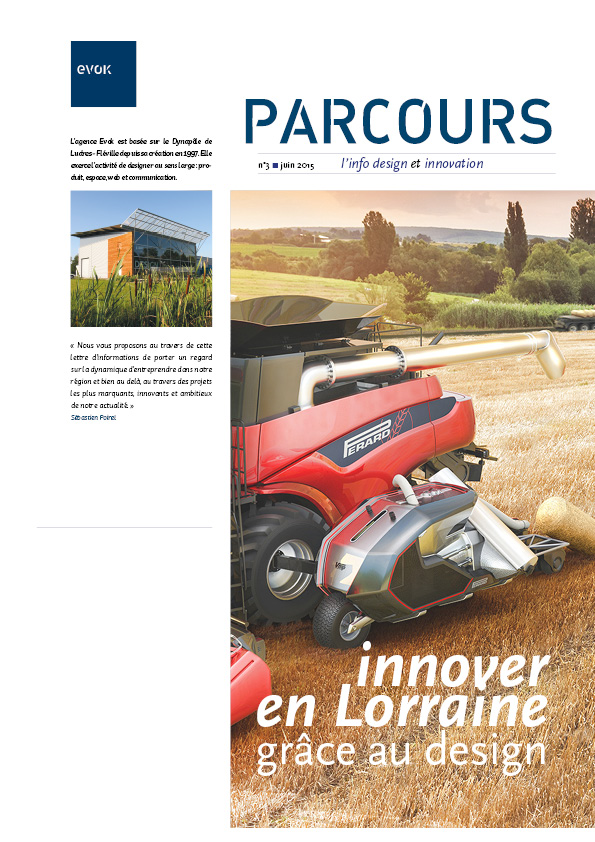 evok
PARCOURS
n°3 ■ juin 2015 l'info design et innovation
L'agence Evok est basée sur le Dynapôle de
Ludres - Fléville depuis sa création en 1997. Elle
exerce l'activité de designer au sens large : pro-
duit, espace, web et communication.
« Nous vous proposons au travers de cette
lettre d'informations de porter un regard
sur la dynamique d'entreprendre dans notre
région et bien au delà, au travers des projets
les plus marquants, innovants et ambitieux
de notre actualité. »
Sébastien Poirel
PERARD
innover
en Lorraine
grâce au design